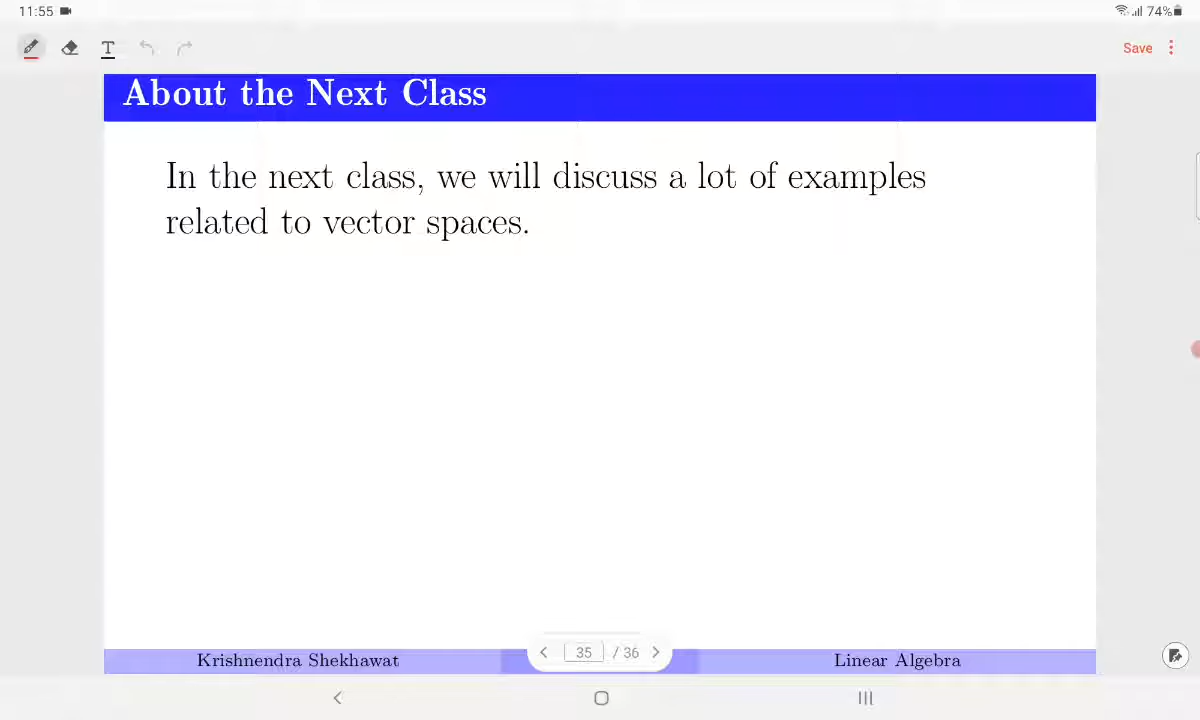 11:55
74%
T
Save
About the Next Class
In the next class, we will discuss a lot of examples
related to vector spaces.
Krishnendra Shekhawat
35 / 36
Linear Algebra